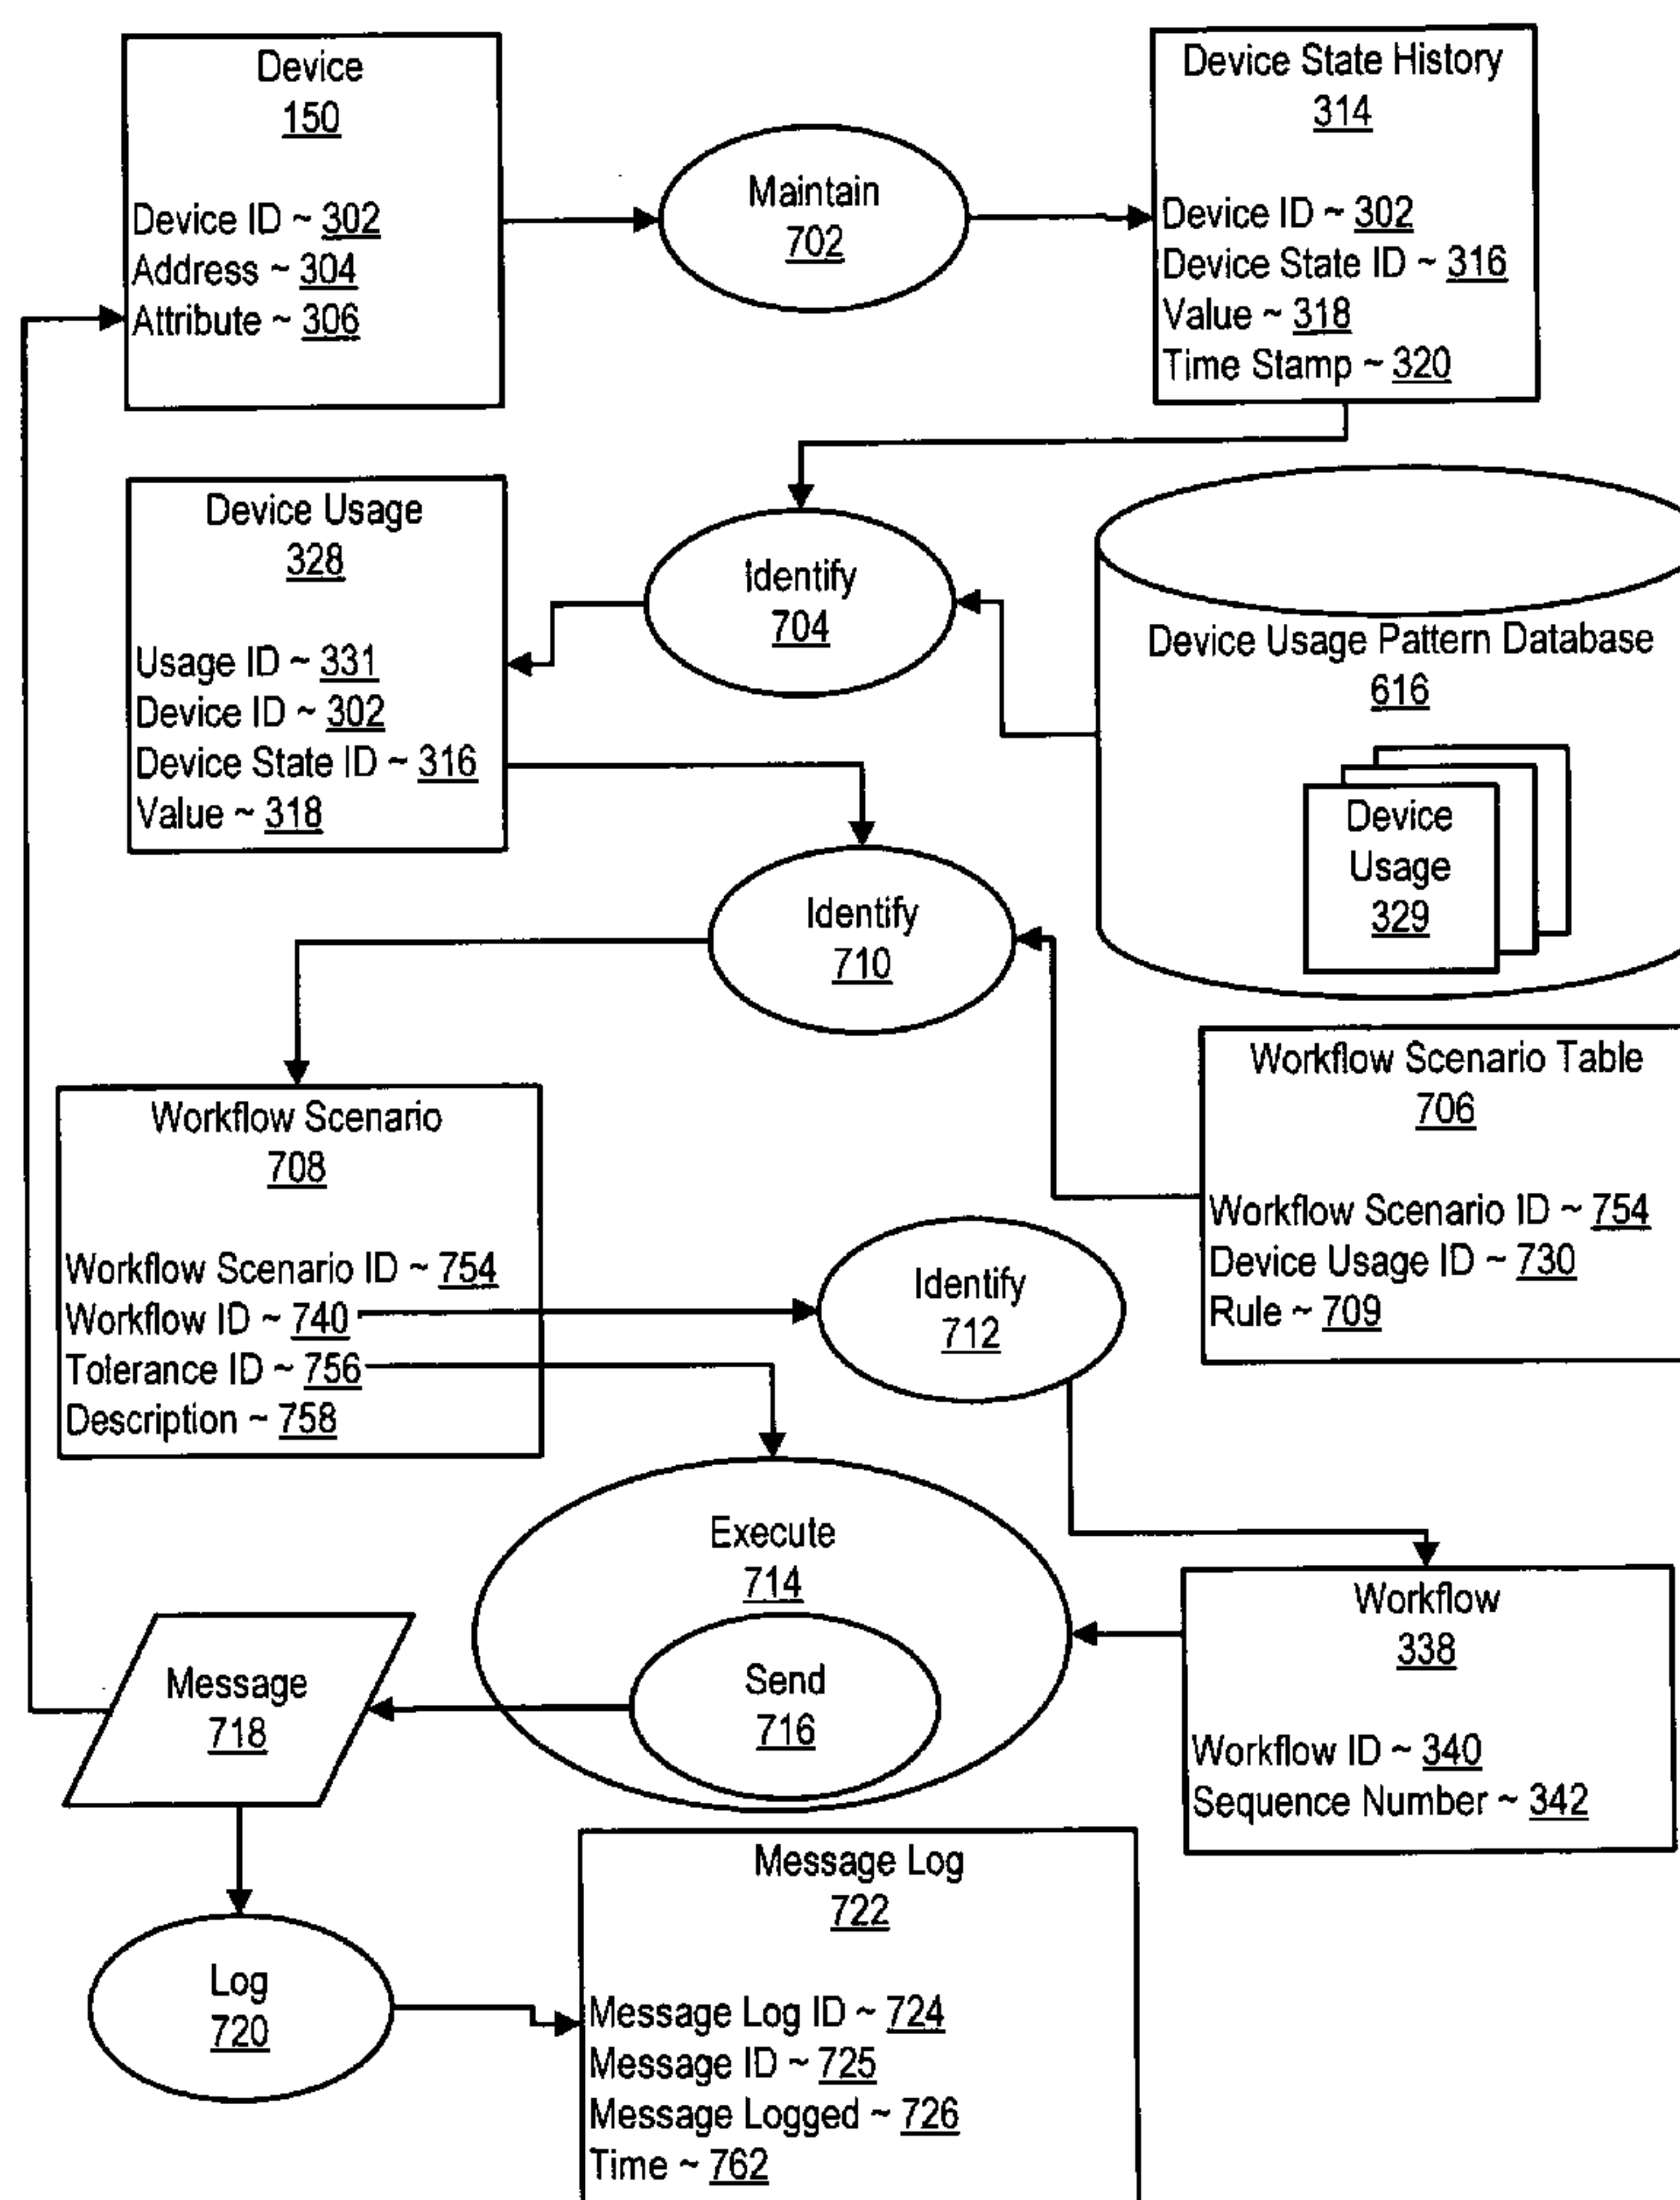 Device
150
Device ID ~ 302
Address ~ 304
Attribute ~ 306
Maintain
702
Device State History
314
Device ID ~ 302
Device State ID ~ 316
Value ~ 318
Time Stamp ~ 320
Device Usage
328
Usage ID ~ 331
Device ID ~ 302
Device State ID ~ 316
Value ~ 318
Identify
704
Device Usage Pattern Database
616
Device
Usage
329
Identify
710
Workflow Scenario Table
706
Workflow Scenario ID ~ 754
Device Usage ID ~ 730
Rule ~ 709
Workflow Scenario
708
Workflow Scenario ID ~ 754
Workflow ID ~ 740
Tolerance ID ~ 756
Description ~ 758
Identify
712
Execute
714
Send
716
Workflow
338
Workflow ID ~ 340
Sequence Number ~ 342
Message
718
Log
720
Message Log
722
Message Log ID ~ 724
Message ID ~ 725
Message Logged ~ 726
Time ~ 762